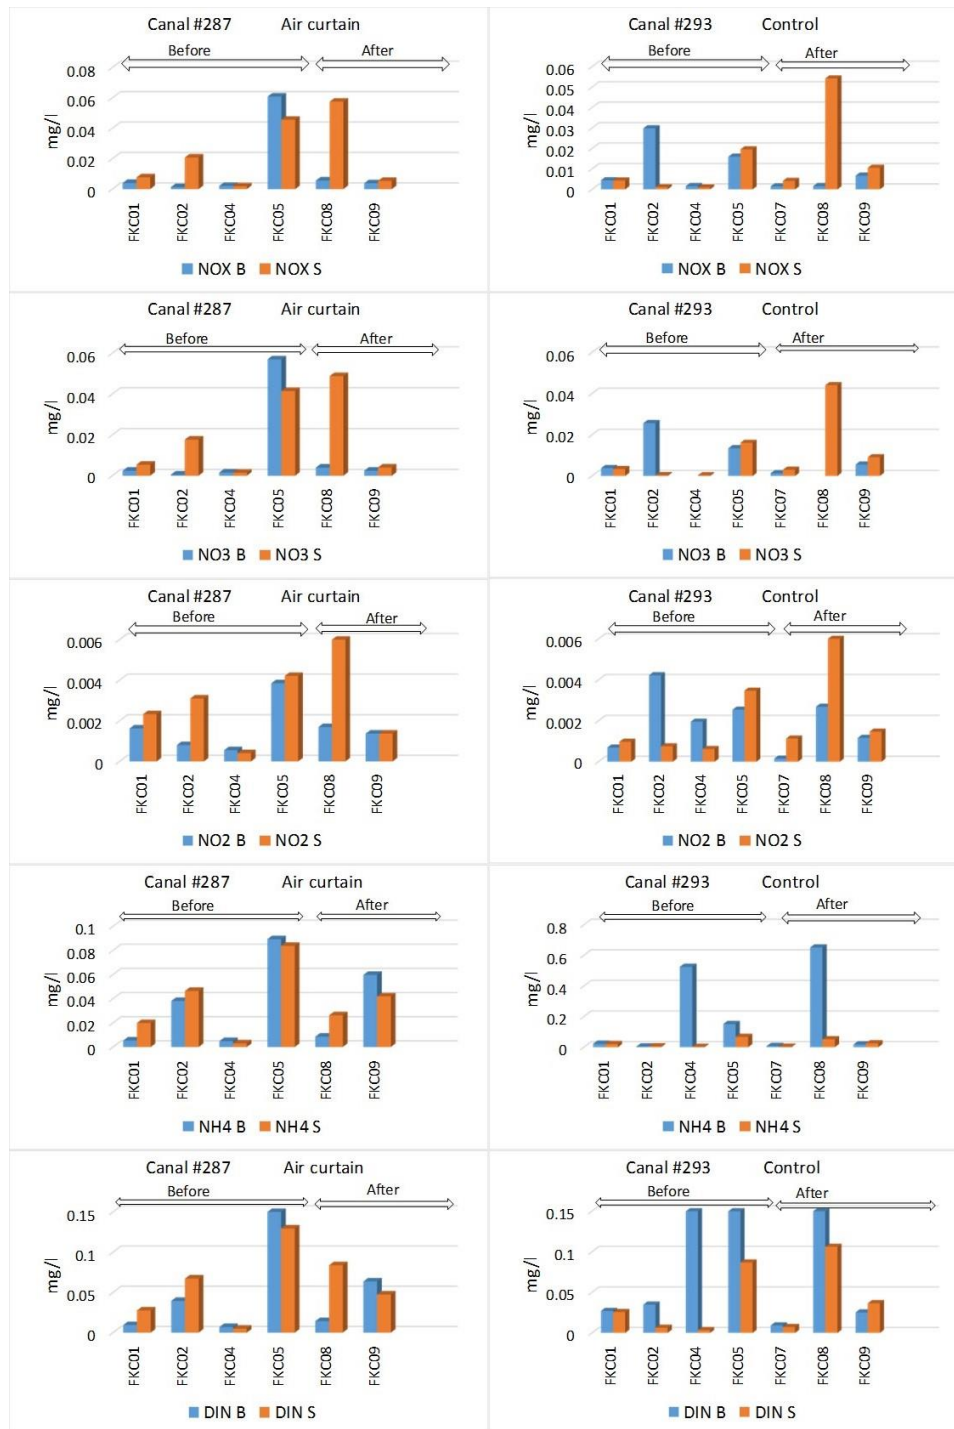 Canal #287 Air curtain
Before After
mg/l
0.08
0.06
0.04
0.02
0
FKC01 FKC02 FKC04 FKC05 FKC08 FKC09
NOX B NOX S
Canal #293 Control
Before After
mg/l
0.06
0.05
0.04
0.03
0.02
0.01
0
FKC01 FKC02 FKC04 FKC05 FKC07 FKC08 FKC09
NOX B NOX S
Canal #287 Air curtain
Before After
mg/l
0.06
0.04
0.02
0
FKC01 FKC02 FKC04 FKC05 FKC08 FKC09
NO3 B NO3 S
Canal #293 Control
Before After
mg/l
0.06
0.04
0.02
0
FKC01 FKC02 FKC04 FKC05 FKC07 FKC08 FKC09
NO3 B NO3 S
Canal #287 Air curtain
Before After
mg/l
0.006
0.004
0.002
0
FKC01 FKC02 FKC04 FKC05 FKC08 FKC09
NO2 B NO2 S
Canal #293 Control
Before After
mg/l
0.006
0.004
0.002
0
FKC01 FKC02 FKC04 FKC05 FKC07 FKC08 FKC09
NO2 B NO2 S
Canal #287 Air curtain
Before After
mg/l
0.1
0.08
0.06
0.04
0.02
0
FKC01 FKC02 FKC04 FKC05 FKC08 FKC09
NH4 B NH4 S
Canal #293 Control
Before After
mg/l
0.8
0.6
0.4
0.2
0
FKC01 FKC02 FKC04 FKC05 FKC07 FKC08 FKC09
NH4 B NH4 S
Canal #287 Air curtain
Before After
mg/l
0.15
0.1
0.05
0
FKC01 FKC02 FKC04 FKC05 FKC08 FKC09
DIN B DIN S
Canal #293 Control
Before After
mg/l
0.15
0.1
0.05
0
FKC01 FKC02 FKC04 FKC05 FKC07 FKC08 FKC09
DIN B DIN S